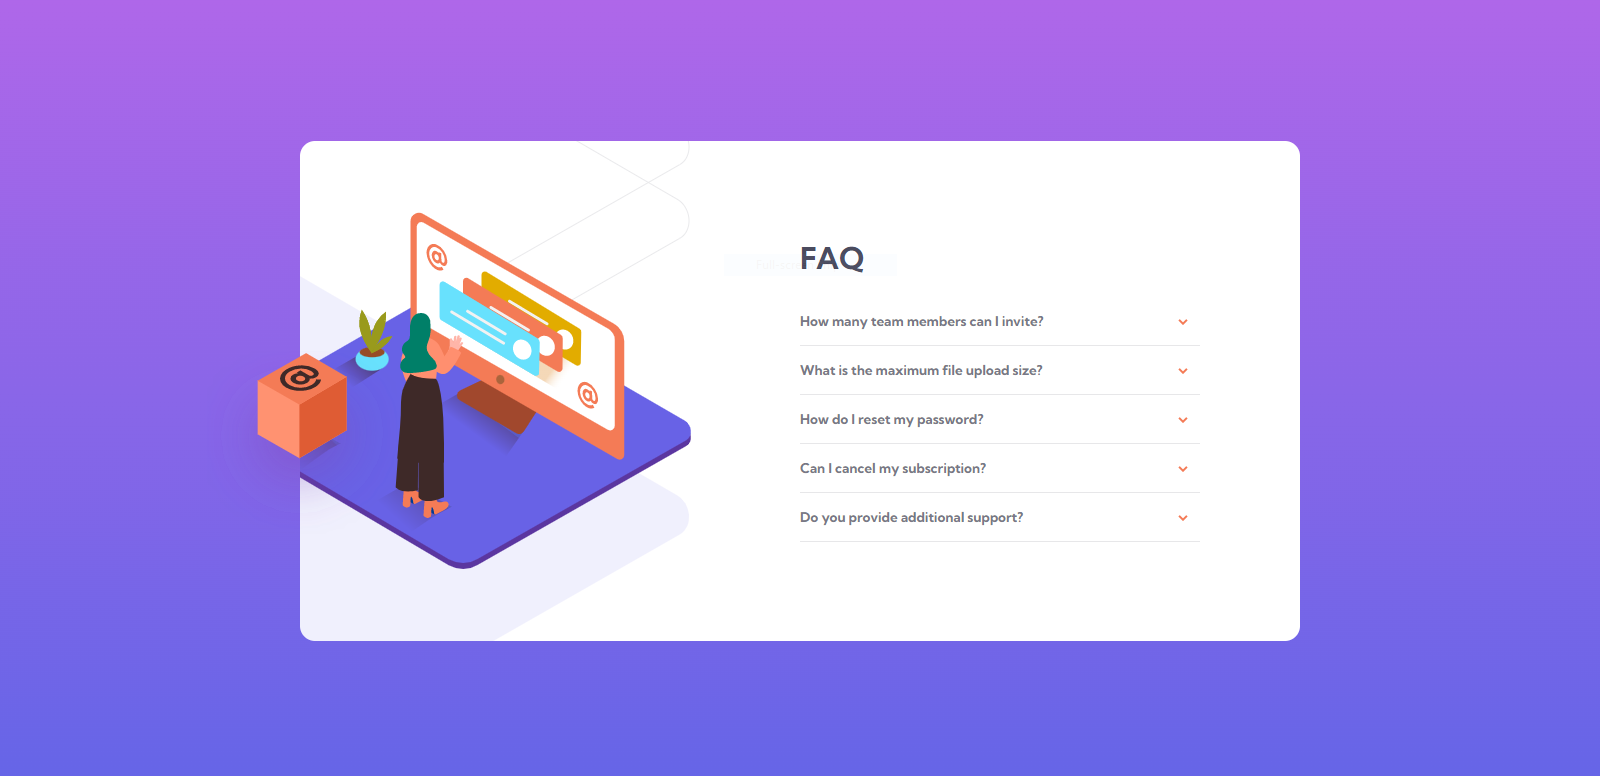 FAQ
How many team members can I invite?
What is the maximum file upload size?
How do I reset my password?
Can I cancel my subscription?
Do you provide additional support?
@
@
@